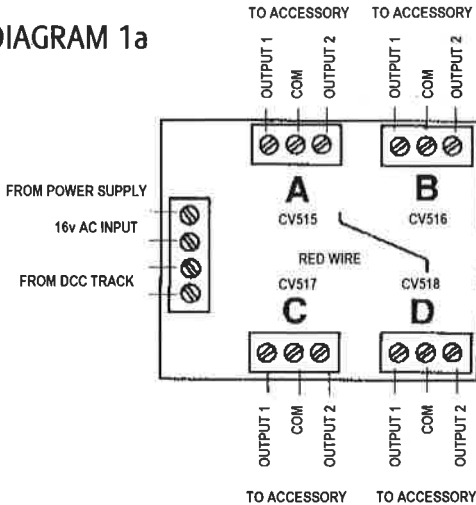 DIAGRAM 1a
TO ACCESSORY
TO ACCESSORY
OUTPUT 1
COM
OUTPUT 2
OUTPUT 1
COM
OUTPUT 2
A
B
CV515
CV516
FROM POWER SUPPLY
16v AC INPUT
FROM DCC TRACK
RED WIRE
CV517
CV518
C
D
OUTPUT 1
COM
OUTPUT 2
OUTPUT 1
COM
OUTPUT 2
TO ACCESSORY
TO ACCESSORY